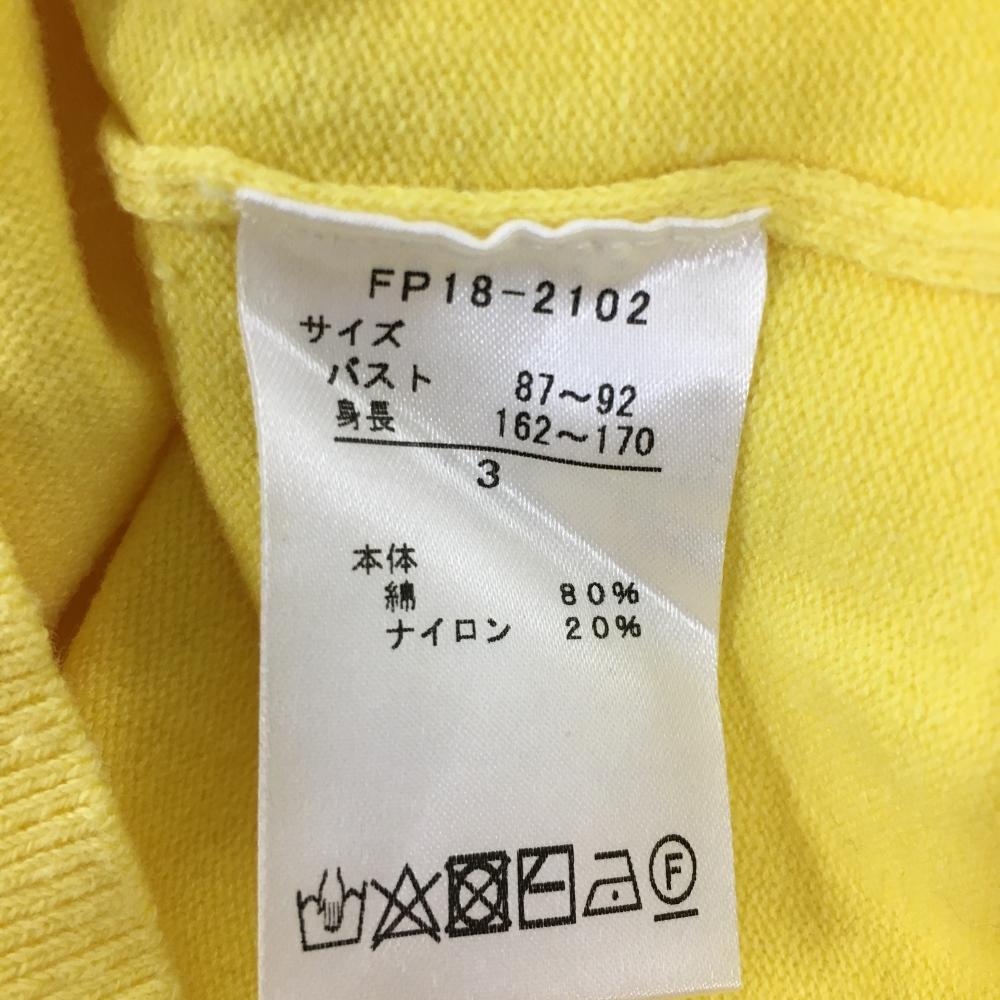 FP18-2102
サイズ
バスト 87～92
身長 162～170
3
本体
綿 80%
ナイロン 20%
F